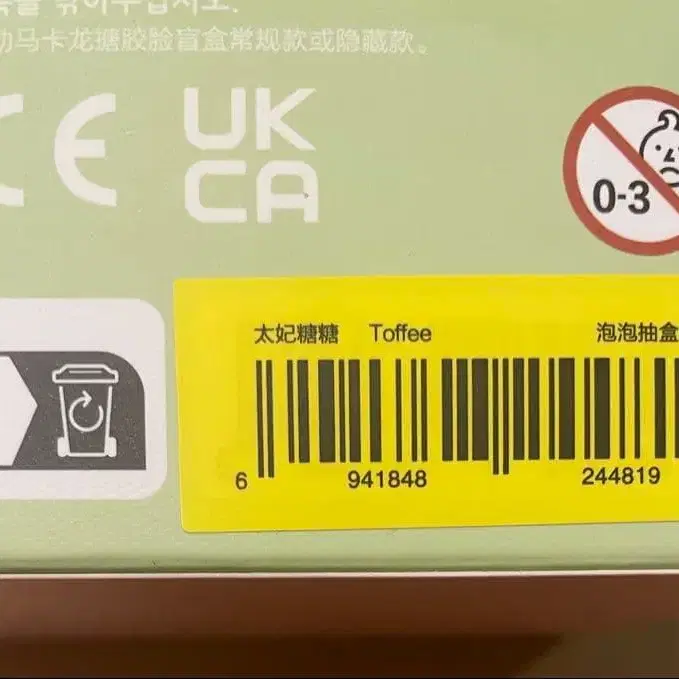 马卡龙搪胶脸盲盒常规款或隐藏款。
CE
UK
CA
0-3
太妃糖糖 Toffee 泡泡抽盒
6 941848 244819